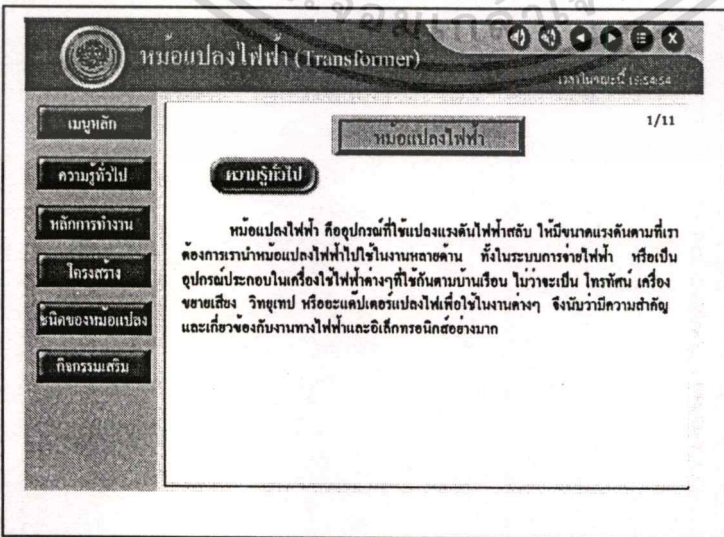 หม้อแปลงไฟฟ้า (Transformer)
เวลาในขณะนี้ 15:54:54
เมนูหลัก
ความรู้ทั่วไป
หลักการทำงาน
โครงสร้าง
ชนิดของหม้อแปลง
กิจกรรมเสริม
1/11
หม้อแปลงไฟฟ้า
ความรู้ทั่วไป
หม้อแปลงไฟฟ้า คืออุปกรณ์ที่ใช้แปลงแรงดันไฟฟ้าสลับ ให้มีขนาดแรงดันตามที่เรา
ต้องการเรานำหม้อแปลงไฟฟ้าไปใช้ในงานหลายด้าน ทั้งในระบบการจ่ายไฟฟ้า หรือเป็น
อุปกรณ์ประกอบในเครื่องใช้ไฟฟ้าต่างๆที่ใช้กันตามบ้านเรือน ไม่ว่าจะเป็น โทรทัศน์ เครื่อง
ขยายเสียง วิทยุเทป หรืออะแด๊ปเตอร์แปลงไฟเพื่อใช้ในงานต่างๆ จึงนับว่ามีความสำคัญ
และเกี่ยวข้องกับงานทางไฟฟ้าและอิเล็กทรอนิกส์อย่างมาก